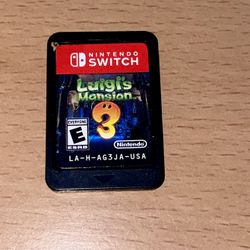 NINTENDO
SWITCH
Luigi's
Mansion
3
EVERYONE
E
ESRB
Nintendo
LA-H-AG3JA-USA